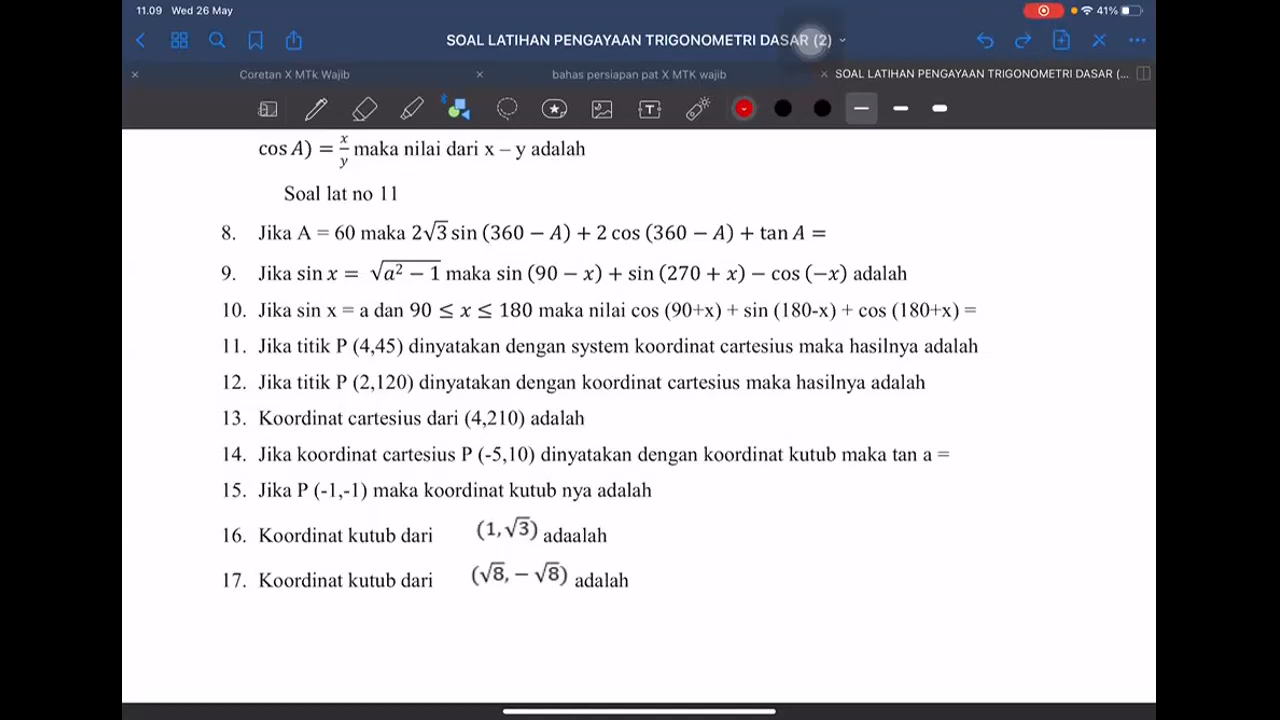 11.09 Wed 26 May
41%
SOAL LATIHAN PENGAYAAN TRIGONOMETRI DASAR (2)
Coretan X MTk Wajib
bahas persiapan pat X MTK wajib
SOAL LATIHAN PENGAYAAN TRIGONOMETRI DASAR (...
cos A) = x/y maka nilai dari x – y adalah
Soal lat no 11
8. Jika A = 60 maka 2√3 sin (360 − A) + 2 cos (360 − A) + tan A =
9. Jika sin x = √(a² − 1) maka sin (90 − x) + sin (270 + x) − cos (−x) adalah
10. Jika sin x = a dan 90 ≤ x ≤ 180 maka nilai cos (90+x) + sin (180-x) + cos (180+x) =
11. Jika titik P (4,45) dinyatakan dengan system koordinat cartesius maka hasilnya adalah
12. Jika titik P (2,120) dinyatakan dengan koordinat cartesius maka hasilnya adalah
13. Koordinat cartesius dari (4,210) adalah
14. Jika koordinat cartesius P (-5,10) dinyatakan dengan koordinat kutub maka tan a =
15. Jika P (-1,-1) maka koordinat kutub nya adalah
16. Koordinat kutub dari (1, √3) adaalah
17. Koordinat kutub dari (√8, − √8) adalah